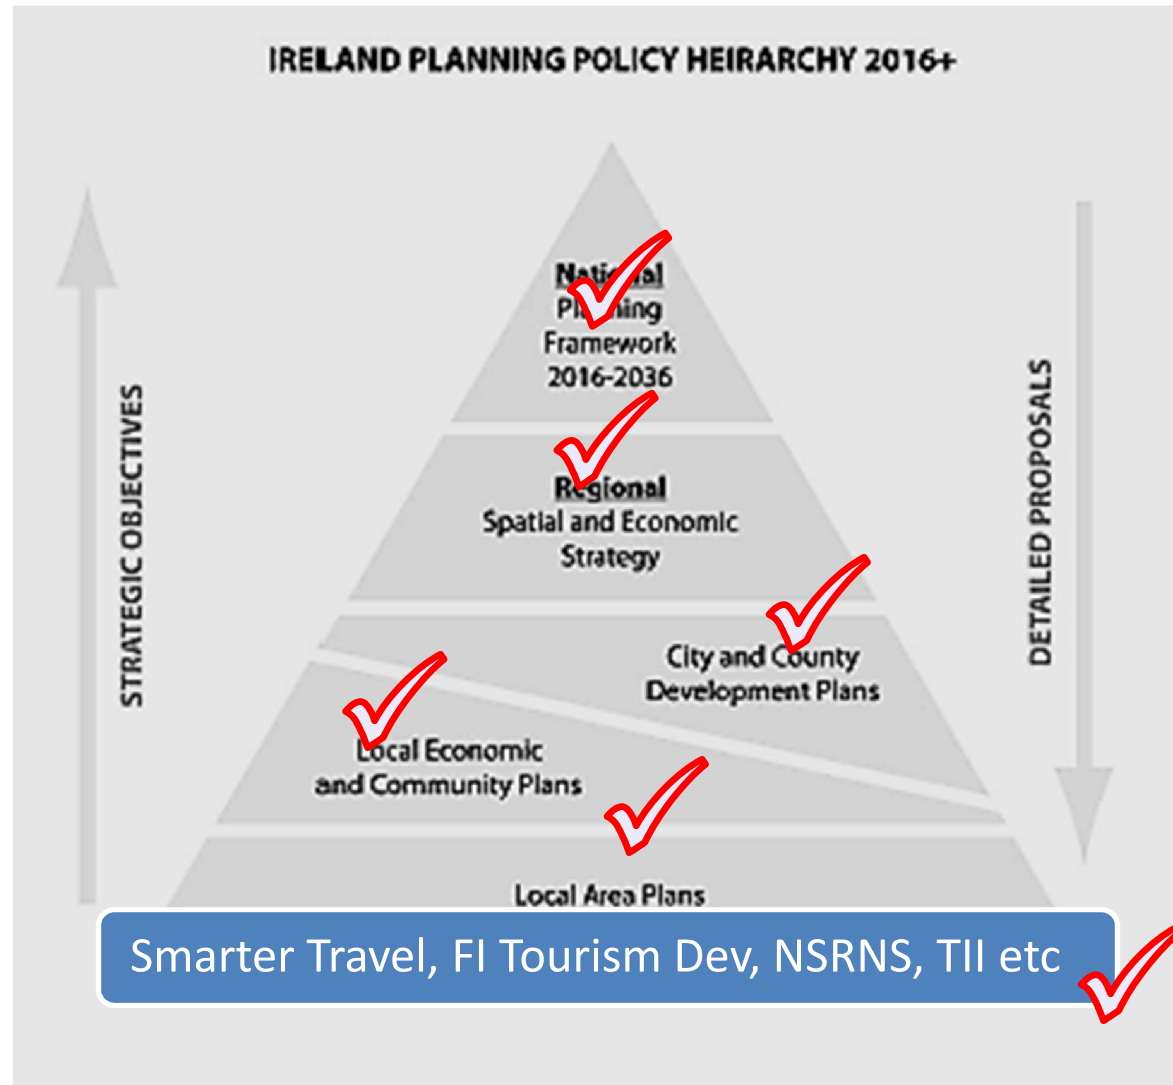 IRELAND PLANNING POLICY HEIRARCHY 2016+
National
Planning
Framework
2016-2036
Regional
Spatial and Economic
Strategy
City and County
Development Plans
Local Economic
and Community Plans
Local Area Plans
STRATEGIC OBJECTIVES
DETAILED PROPOSALS
Smarter Travel, FI Tourism Dev, NSRNS, TII etc